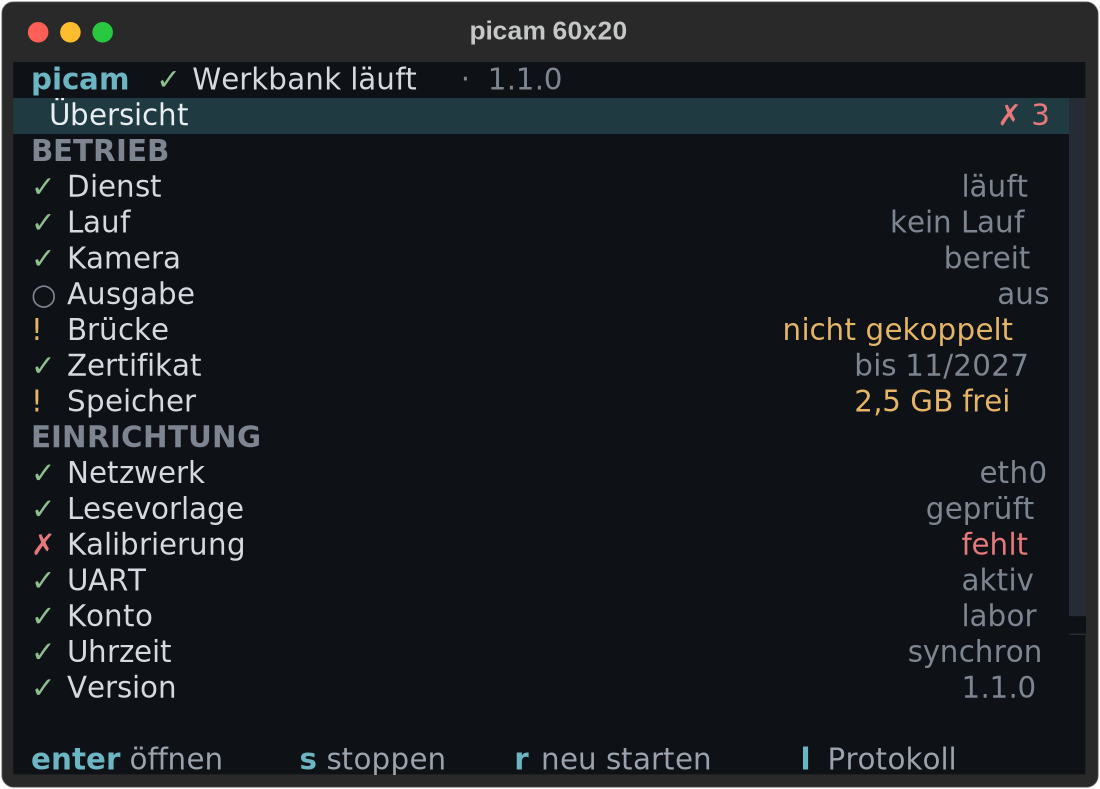 picam 60x20
picam ✓ Werkbank läuft · 1.1.0
Übersicht ✗ 3
BETRIEB
✓ Dienst läuft
✓ Lauf kein Lauf
✓ Kamera bereit
○ Ausgabe aus
! Brücke nicht gekoppelt
✓ Zertifikat bis 11/2027
! Speicher 2,5 GB frei
EINRICHTUNG
✓ Netzwerk eth0
✓ Lesevorlage geprüft
✗ Kalibrierung fehlt
✓ UART aktiv
✓ Konto labor
✓ Uhrzeit synchron
✓ Version 1.1.0
enter öffnen s stoppen r neu starten l Protokoll